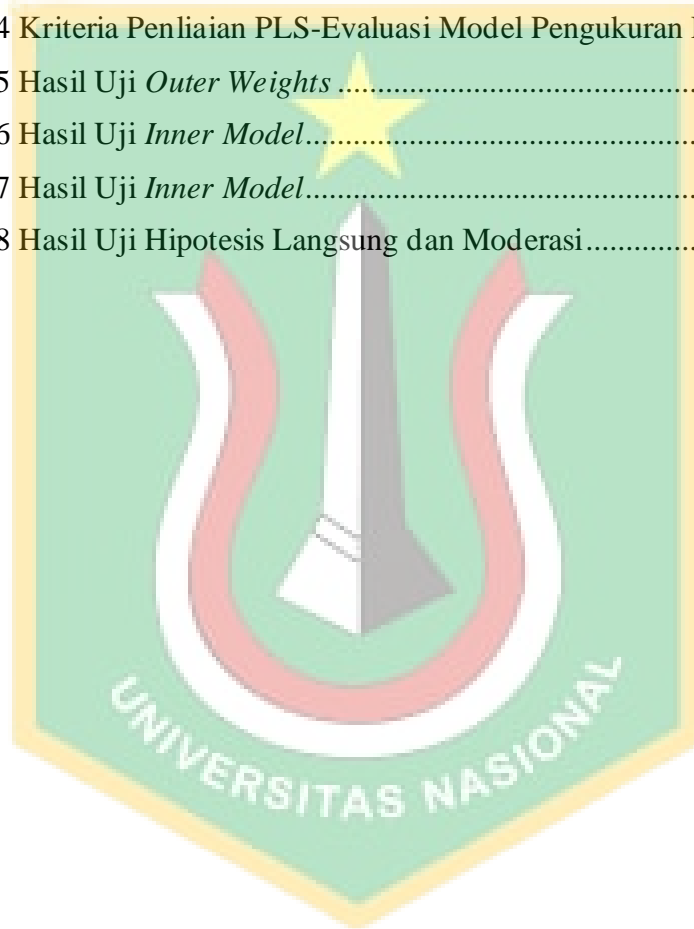 4 Kriteria Penliaian PLS-Evaluasi Model Pengukuran
5 Hasil Uji Outer Weights ................................................
6 Hasil Uji Inner Model....................................................
7 Hasil Uji Inner Model....................................................
8 Hasil Uji Hipotesis Langsung dan Moderasi..............
UNIVERSITAS NASIONAL